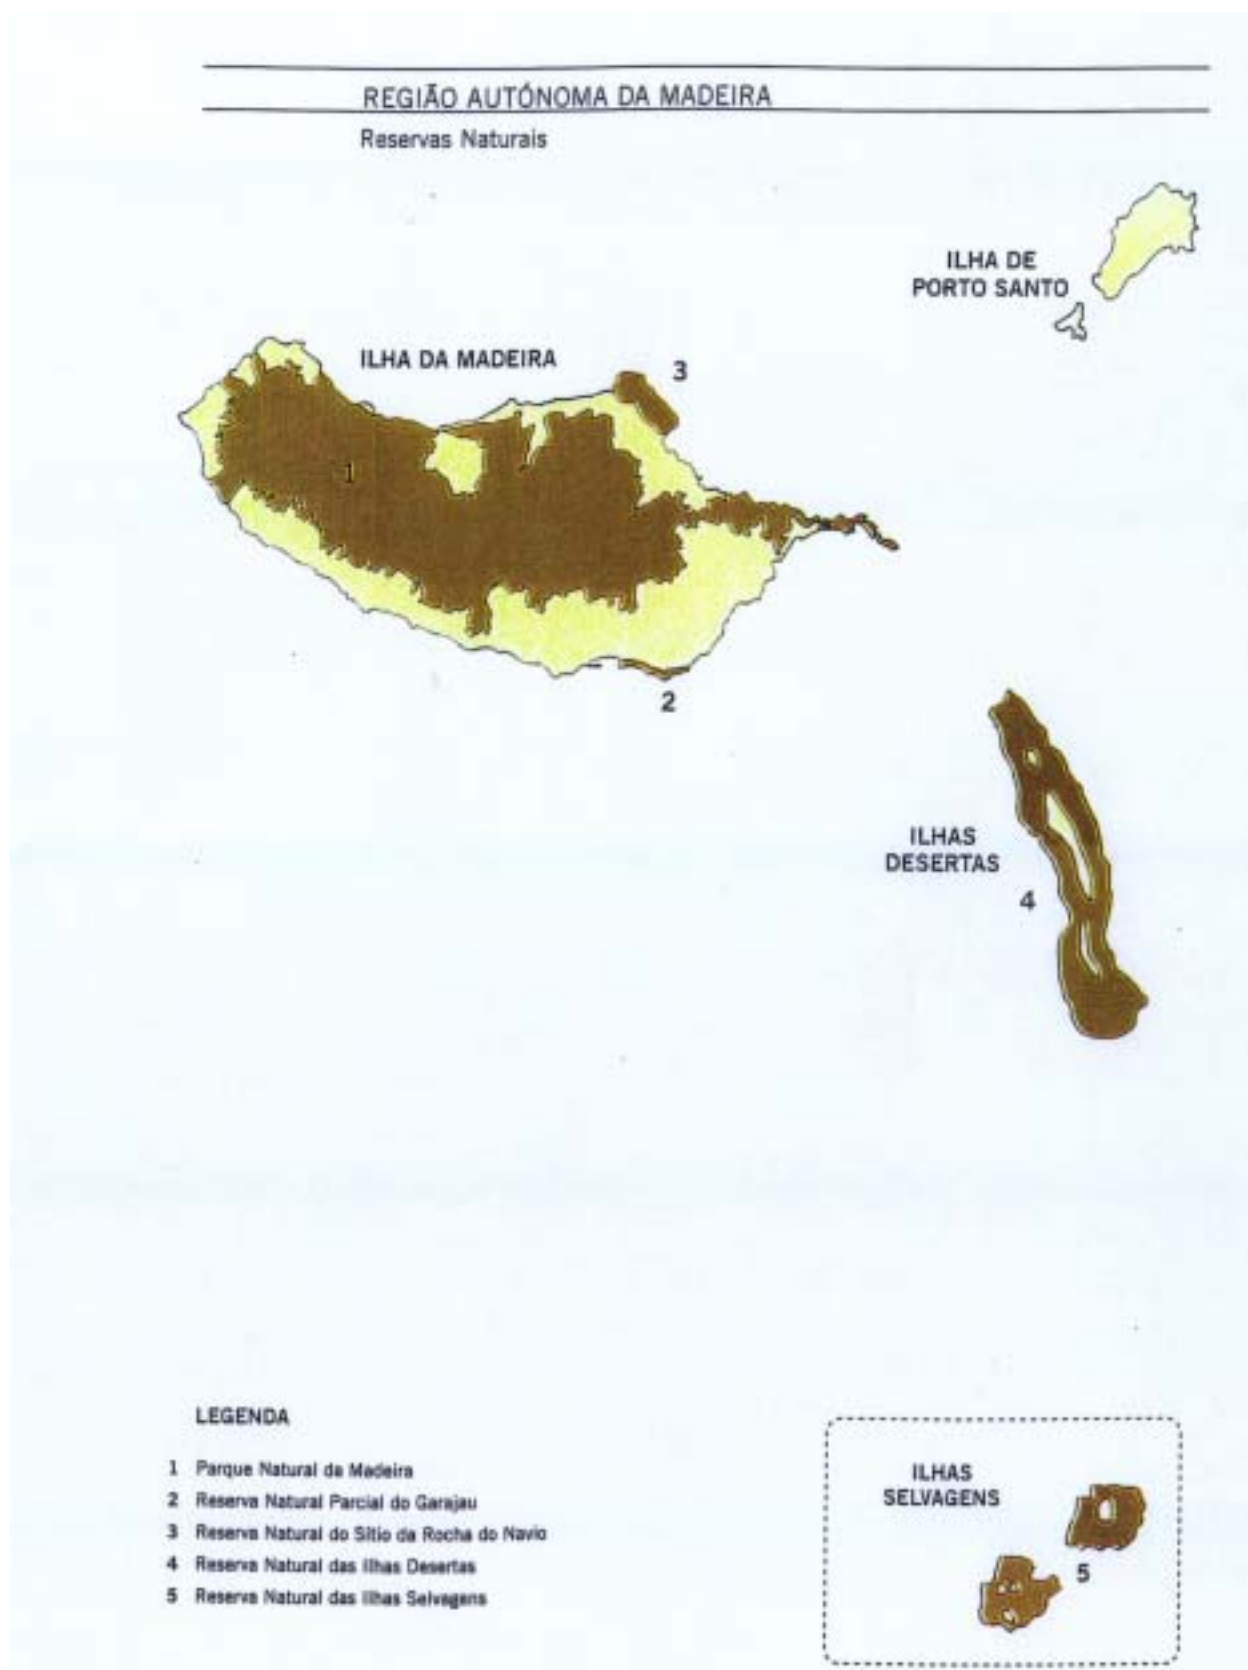 REGIÃO AUTÓNOMA DA MADEIRA
Reservas Naturais
ILHA DE
PORTO SANTO
ILHA DA MADEIRA
3
1
2
ILHAS
DESERTAS
4
LEGENDA
1 Parque Natural da Madeira
2 Reserva Natural Parcial do Garajau
3 Reserva Natural do Sítio da Rocha do Navio
4 Reserva Natural das Ilhas Desertas
5 Reserva Natural das Ilhas Selvagens
ILHAS
SELVAGENS
5